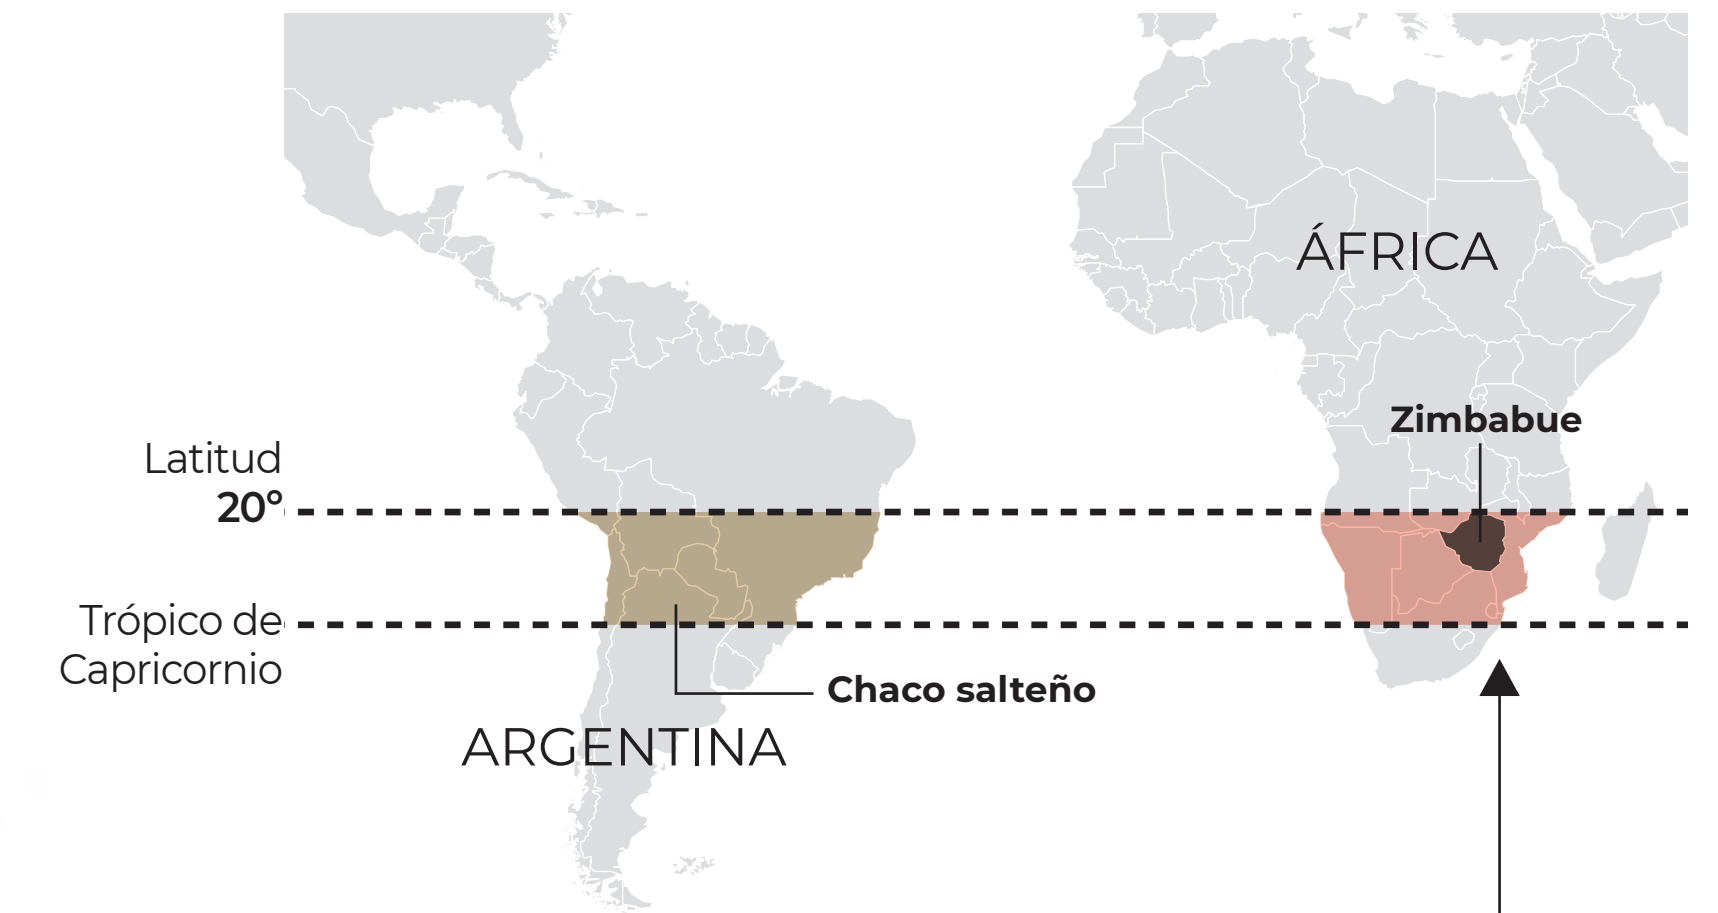 ÁFRICA
Zimbabue
Latitud
20°
Trópico de
Capricornio
Chaco salteño
ARGENTINA